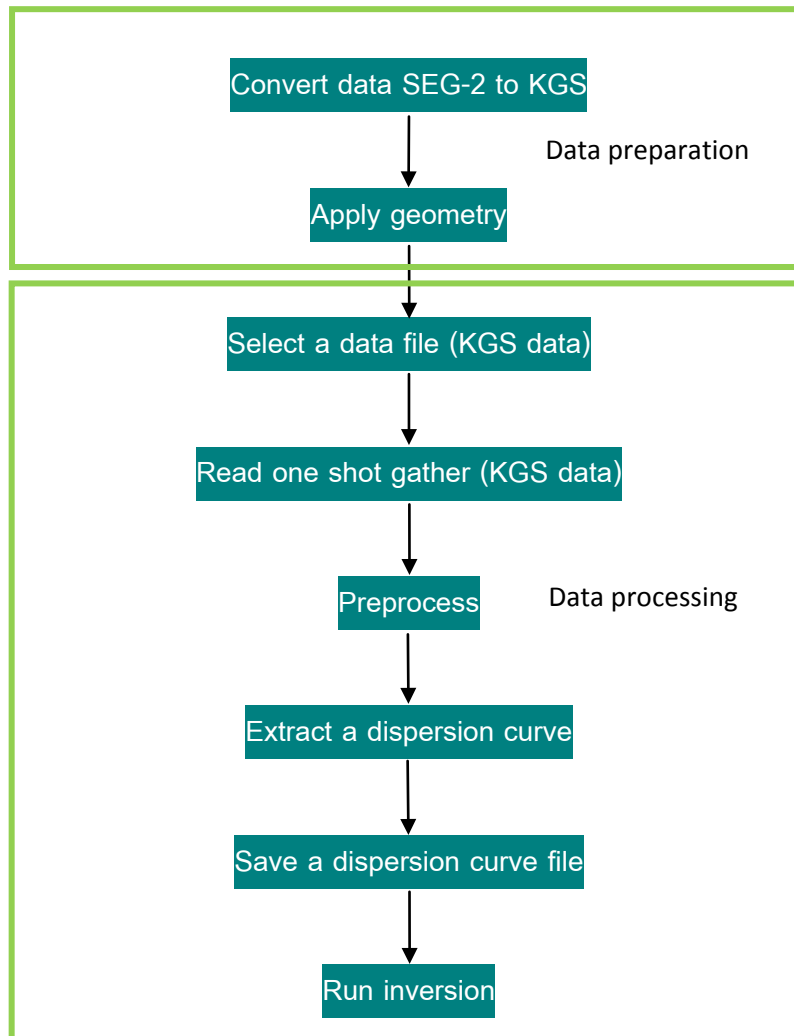 Convert data SEG-2 to KGS
Data preparation
Apply geometry
Select a data file (KGS data)
Read one shot gather (KGS data)
Preprocess
Data processing
Extract a dispersion curve
Save a dispersion curve file
Run inversion